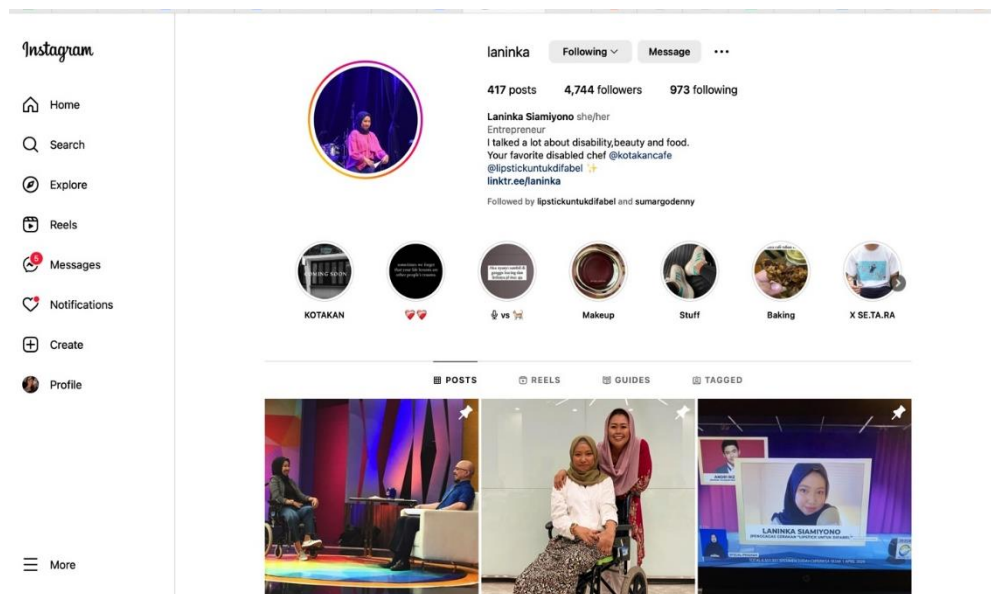 Instagram
Home
Search
Explore
Reels
5
Messages
Notifications
Create
Profile
More
laninka
Following
Message
417 posts 4,744 followers 973 following
Laninka Siamiyono she/her
Entrepreneur
I talked a lot about disability,beauty and food.
Your favorite disabled chef @kotakancafe
@lipstickuntukdifabel ✨
linktr.ee/laninka
Followed by lipstickuntukdifabel and sumargodenny
COMING SOON
KOTAKAN
vs
Makeup
Stuff
Baking
X SE.TA.RA
POSTS
REELS
GUIDES
TAGGED
LANINKA SIAMIYONO